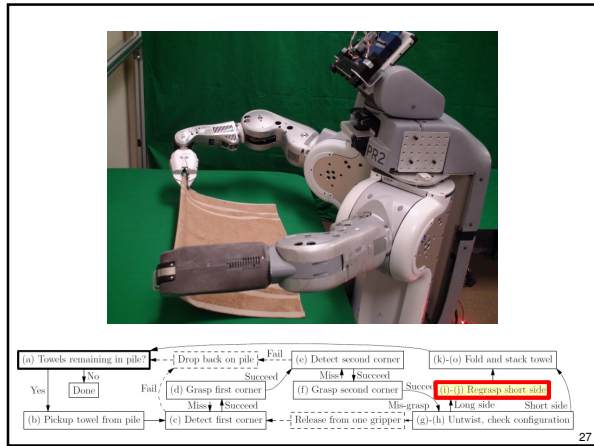 PR2
(a) Towels remaining in pile?
Drop back on pile
Fail
(e) Detect second corner
(k)-(o) Fold and stack towel
No
Yes
Done
Fail
Succeed
(d) Grasp first corner
Miss
Succeed
(f) Grasp second corner
Succeed
(i)-(j) Regrasp short side
Miss
Succeed
Mis-grasp
Long side
Short side
(b) Pickup towel from pile
(c) Detect first corner
Release from one gripper
(g)-(h) Untwist, check configuration
27